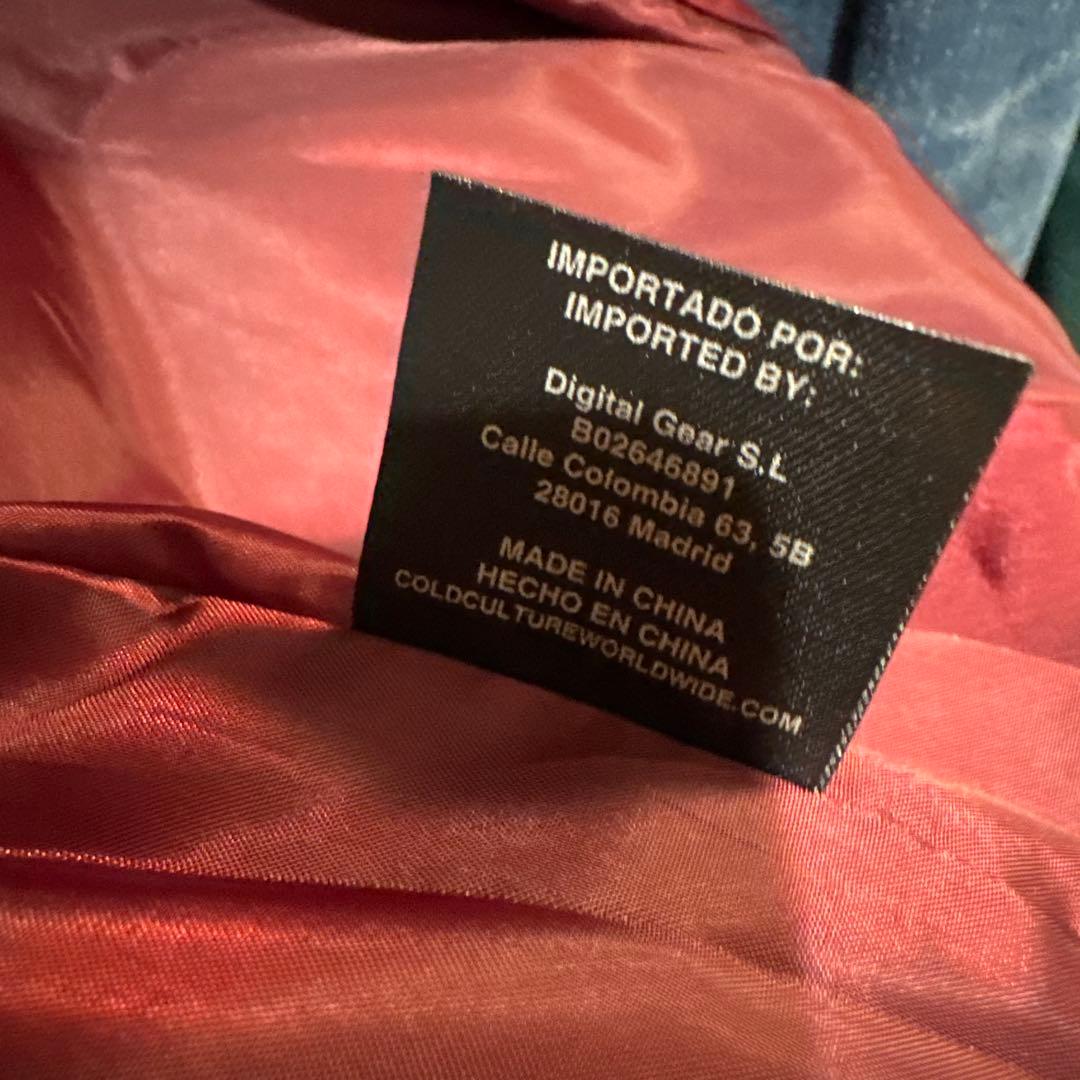 IMPORTADO POR:
IMPORTED BY:
Digital Gear S.L
B02646891
Calle Colombia 63, 5B
28016 Madrid
MADE IN CHINA
HECHO EN CHINA
COLDCULTUREWORLDWIDE.COM